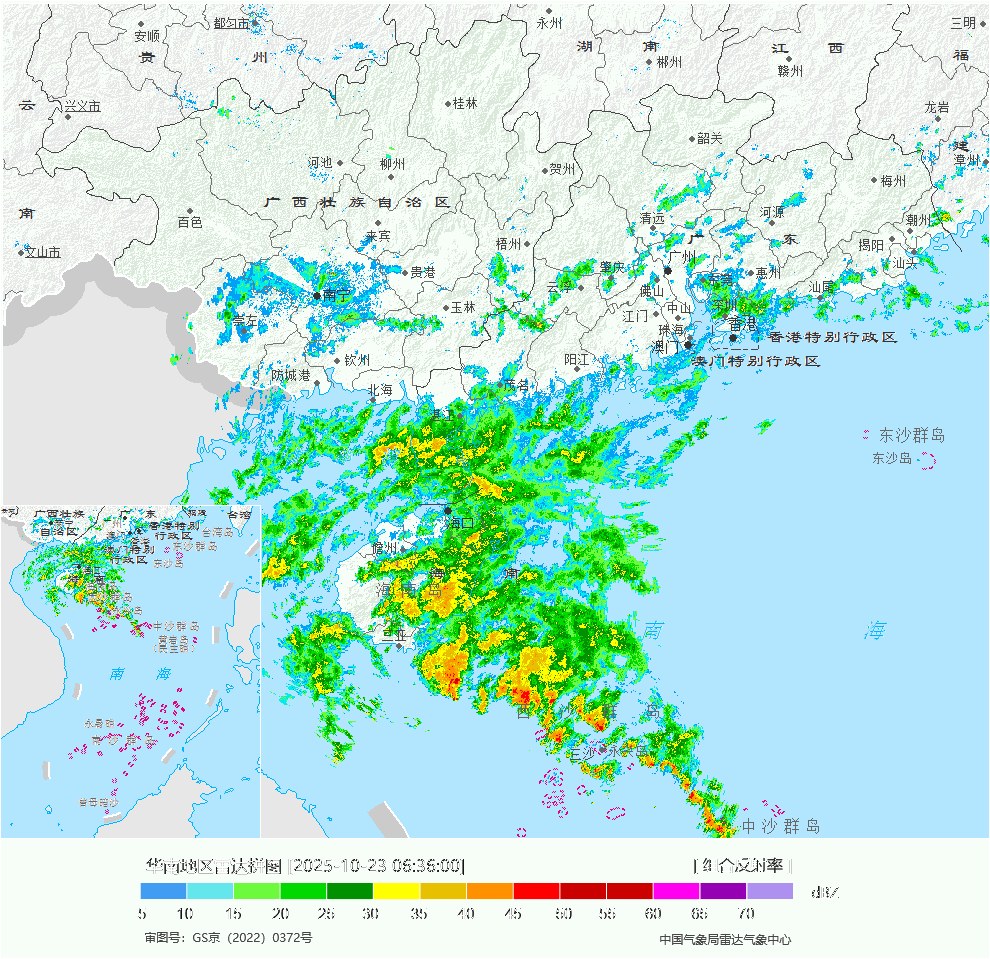 都匀市
永州
三明
安顺
湖 南
江 西
贵 州
郴州
赣州
福
云
兴义市
桂林
龙岩
韶关
建
河池
柳州
贺州
漳州
梅州
广西壮族自治区
南
百色
清远
河源
潮州
来宾
梧州
广 东
揭阳
文山市
广州
汕头
贵港
肇庆
惠州
南宁
云浮
东莞
汕尾
佛山
崇左
玉林
中山
深圳
江门
珠海
香港
香港特别行政区
澳门
澳门特别行政区
钦州
阳江
防城港
茂名
北海
湛江
东沙群岛
东沙岛
海口
儋州
海 南
海 南 岛
三亚
南 海
西 沙 群 岛
永兴岛
中沙群岛
广西壮族
自治区
广 东
香港特别
行政区
澳门特别
行政区
台湾
台湾岛
东沙群岛
东沙岛
中沙群岛
黄岩岛
(民主礁)
南 海
永暑礁
南 沙 群 岛
曾母暗沙
华南地区雷达拼图 [2025-10-23 06:36:00]
[组合反射率]
5 10 15 20 25 30 35 40 45 50 55 60 65 70
dBZ
审图号：GS京（2022）0372号
中国气象局雷达气象中心